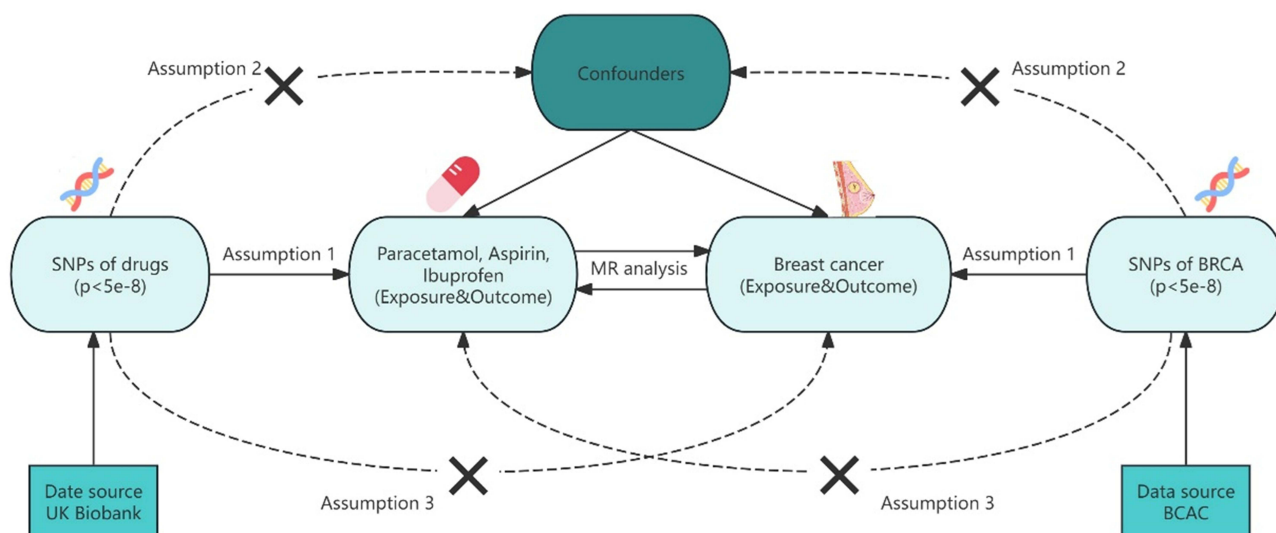 Assumption 2
Confounders
Assumption 2
SNPs of drugs
(p<5e-8)
Assumption 1
Paracetamol, Aspirin,
Ibuprofen
(Exposure&Outcome)
MR analysis
Breast cancer
(Exposure&Outcome)
Assumption 1
SNPs of BRCA
(p<5e-8)
Date source
UK Biobank
Assumption 3
Assumption 3
Data source
BCAC